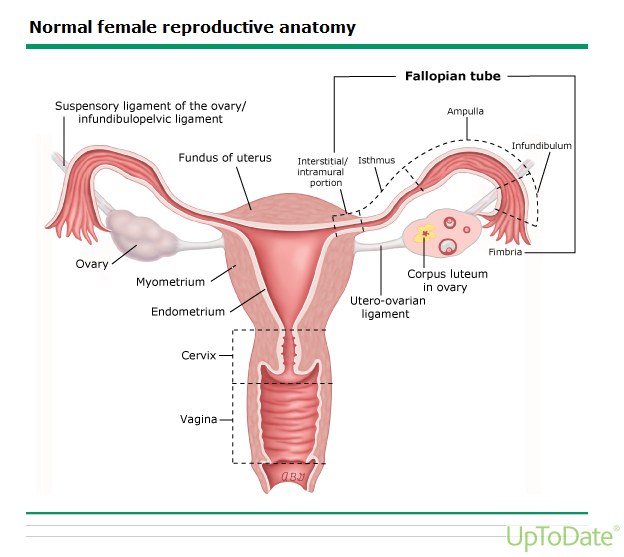 Normal female reproductive anatomy
Fallopian tube
Suspensory ligament of the ovary/
infundibulopelvic ligament
Ampulla
Fundus of uterus
Interstitial/
intramural
portion
Isthmus
Infundibulum
Ovary
Fimbria
Myometrium
Corpus luteum
in ovary
Endometrium
Utero-ovarian
ligament
Cervix
Vagina
UpToDate®